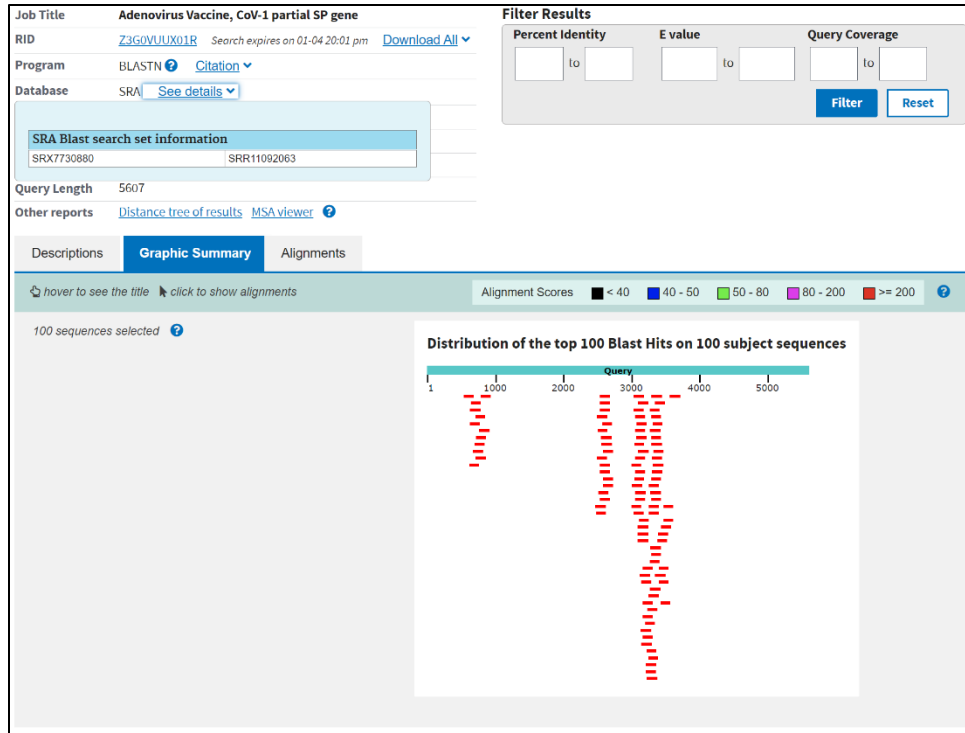 Job Title Adenovirus Vaccine, CoV-1 partial SP gene
RID Z3G0VUUX01R Search expires on 01-04 20:01 pm Download All
Program BLASTN ? Citation
Database SRA See details
SRA Blast search set information
SRX7730880 SRR11092063
Query Length 5607
Other reports Distance tree of results MSA viewer ?
Filter Results
Percent Identity E value Query Coverage
to to to
Filter Reset
Descriptions Graphic Summary Alignments
hover to see the title click to show alignments
Alignment Scores < 40 40 - 50 50 - 80 80 - 200 >= 200 ?
100 sequences selected ?
Distribution of the top 100 Blast Hits on 100 subject sequences
Query
1 1000 2000 3000 4000 5000